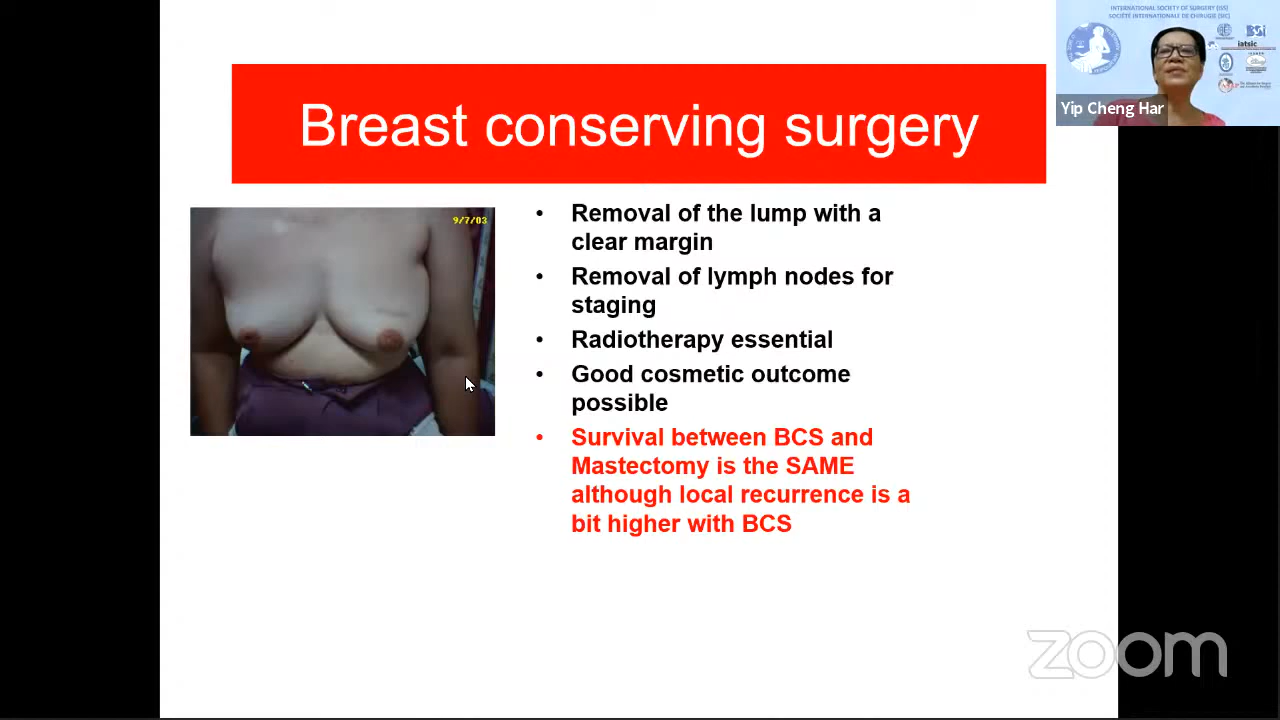 INTERNATIONAL SOCIETY OF SURGERY (ISS)
SOCIÉTÉ INTERNATIONALE DE CHIRURGIE (SIC)
BSI
iatsic
Yip Cheng Har
Breast conserving surgery
9/7/03
• Removal of the lump with a
clear margin
• Removal of lymph nodes for
staging
• Radiotherapy essential
• Good cosmetic outcome
possible
• Survival between BCS and
Mastectomy is the SAME
although local recurrence is a
bit higher with BCS
zoom